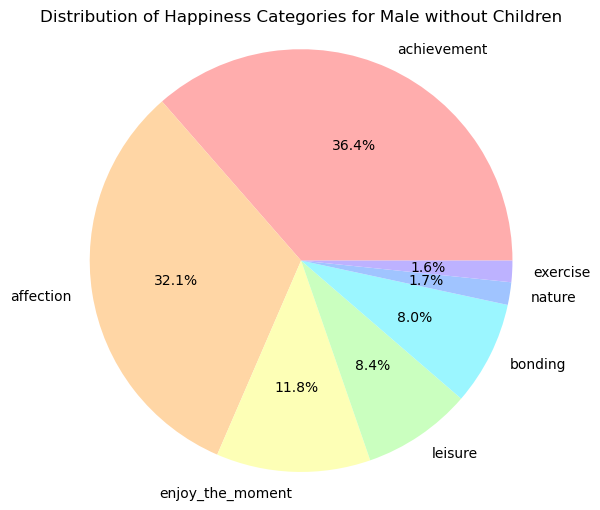 Distribution of Happiness Categories for Male without Children
achievement
36.4%
affection
32.1%
enjoy_the_moment
11.8%
leisure
8.4%
bonding
8.0%
nature
1.7%
exercise
1.6%